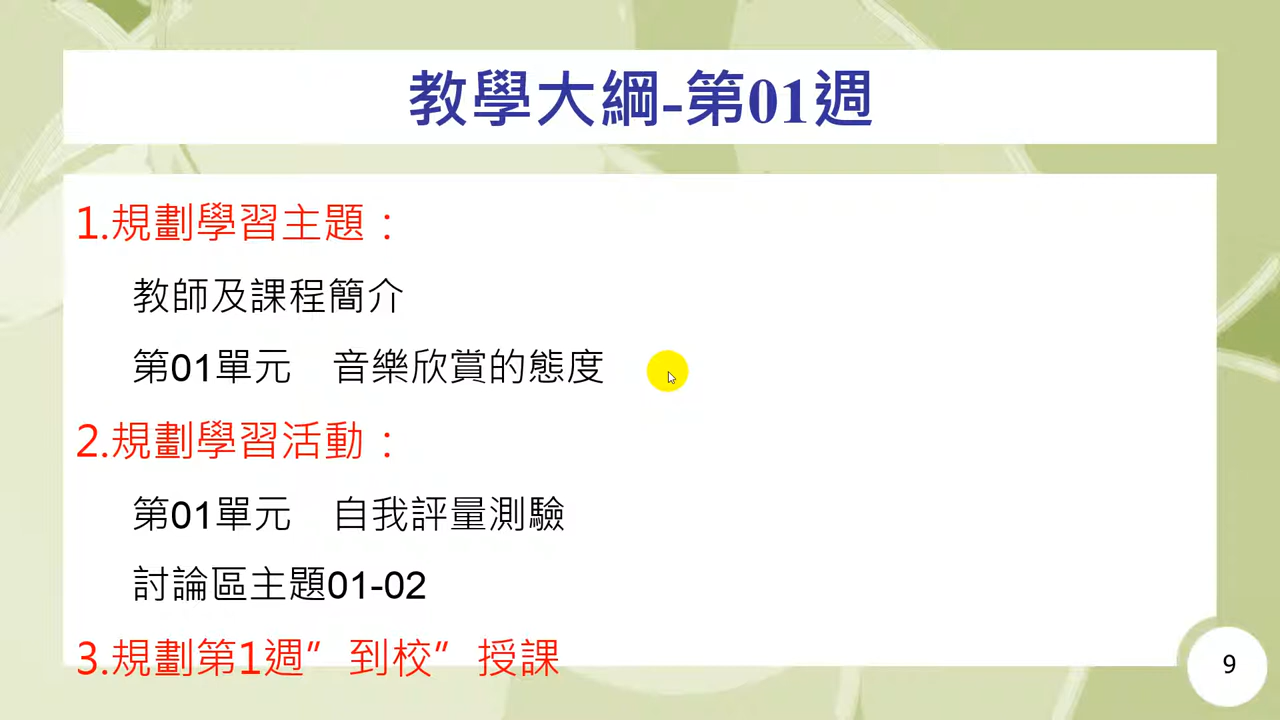 教學大綱-第01週
1.規劃學習主題：
教師及課程簡介
第01單元　音樂欣賞的態度
2.規劃學習活動：
第01單元　自我評量測驗
討論區主題01-02
3.規劃第1週”到校”授課
9